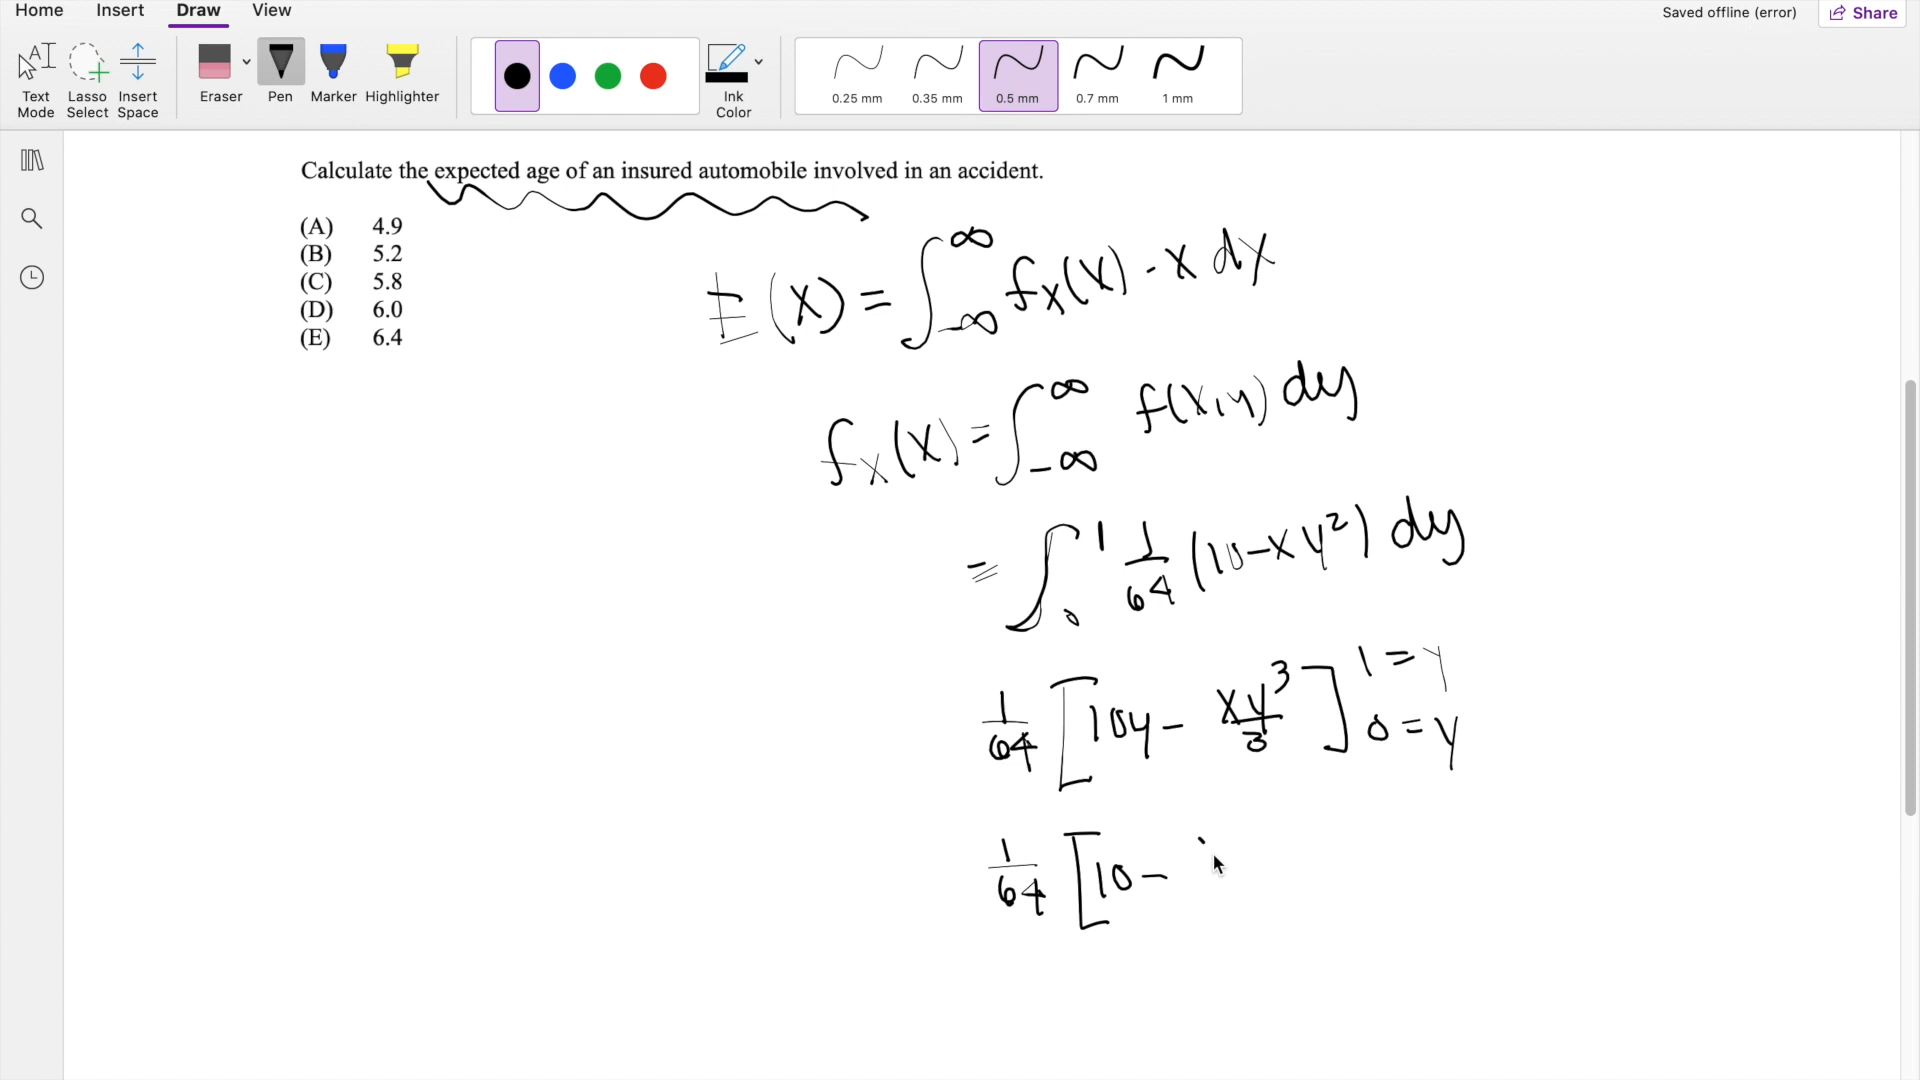 Home Insert Draw View
Saved offline (error) Share
Text Mode
Lasso Select
Insert Space
Eraser
Pen
Marker
Highlighter
Ink Color
0.25 mm
0.35 mm
0.5 mm
0.7 mm
1 mm
Calculate the expected age of an insured automobile involved in an accident.
(A) 4.9
(B) 5.2
(C) 5.8
(D) 6.0
(E) 6.4
E(X) = ∫_{-∞}^{∞} f_X(X) - X dX
f_X(X) = ∫_{-∞}^{∞} f(X,Y) dy
= ∫_0^1 1/64 (10-XY²) dy
1/64 [10y - XY³/3] 1=Y 0=Y
1/64 [10 -